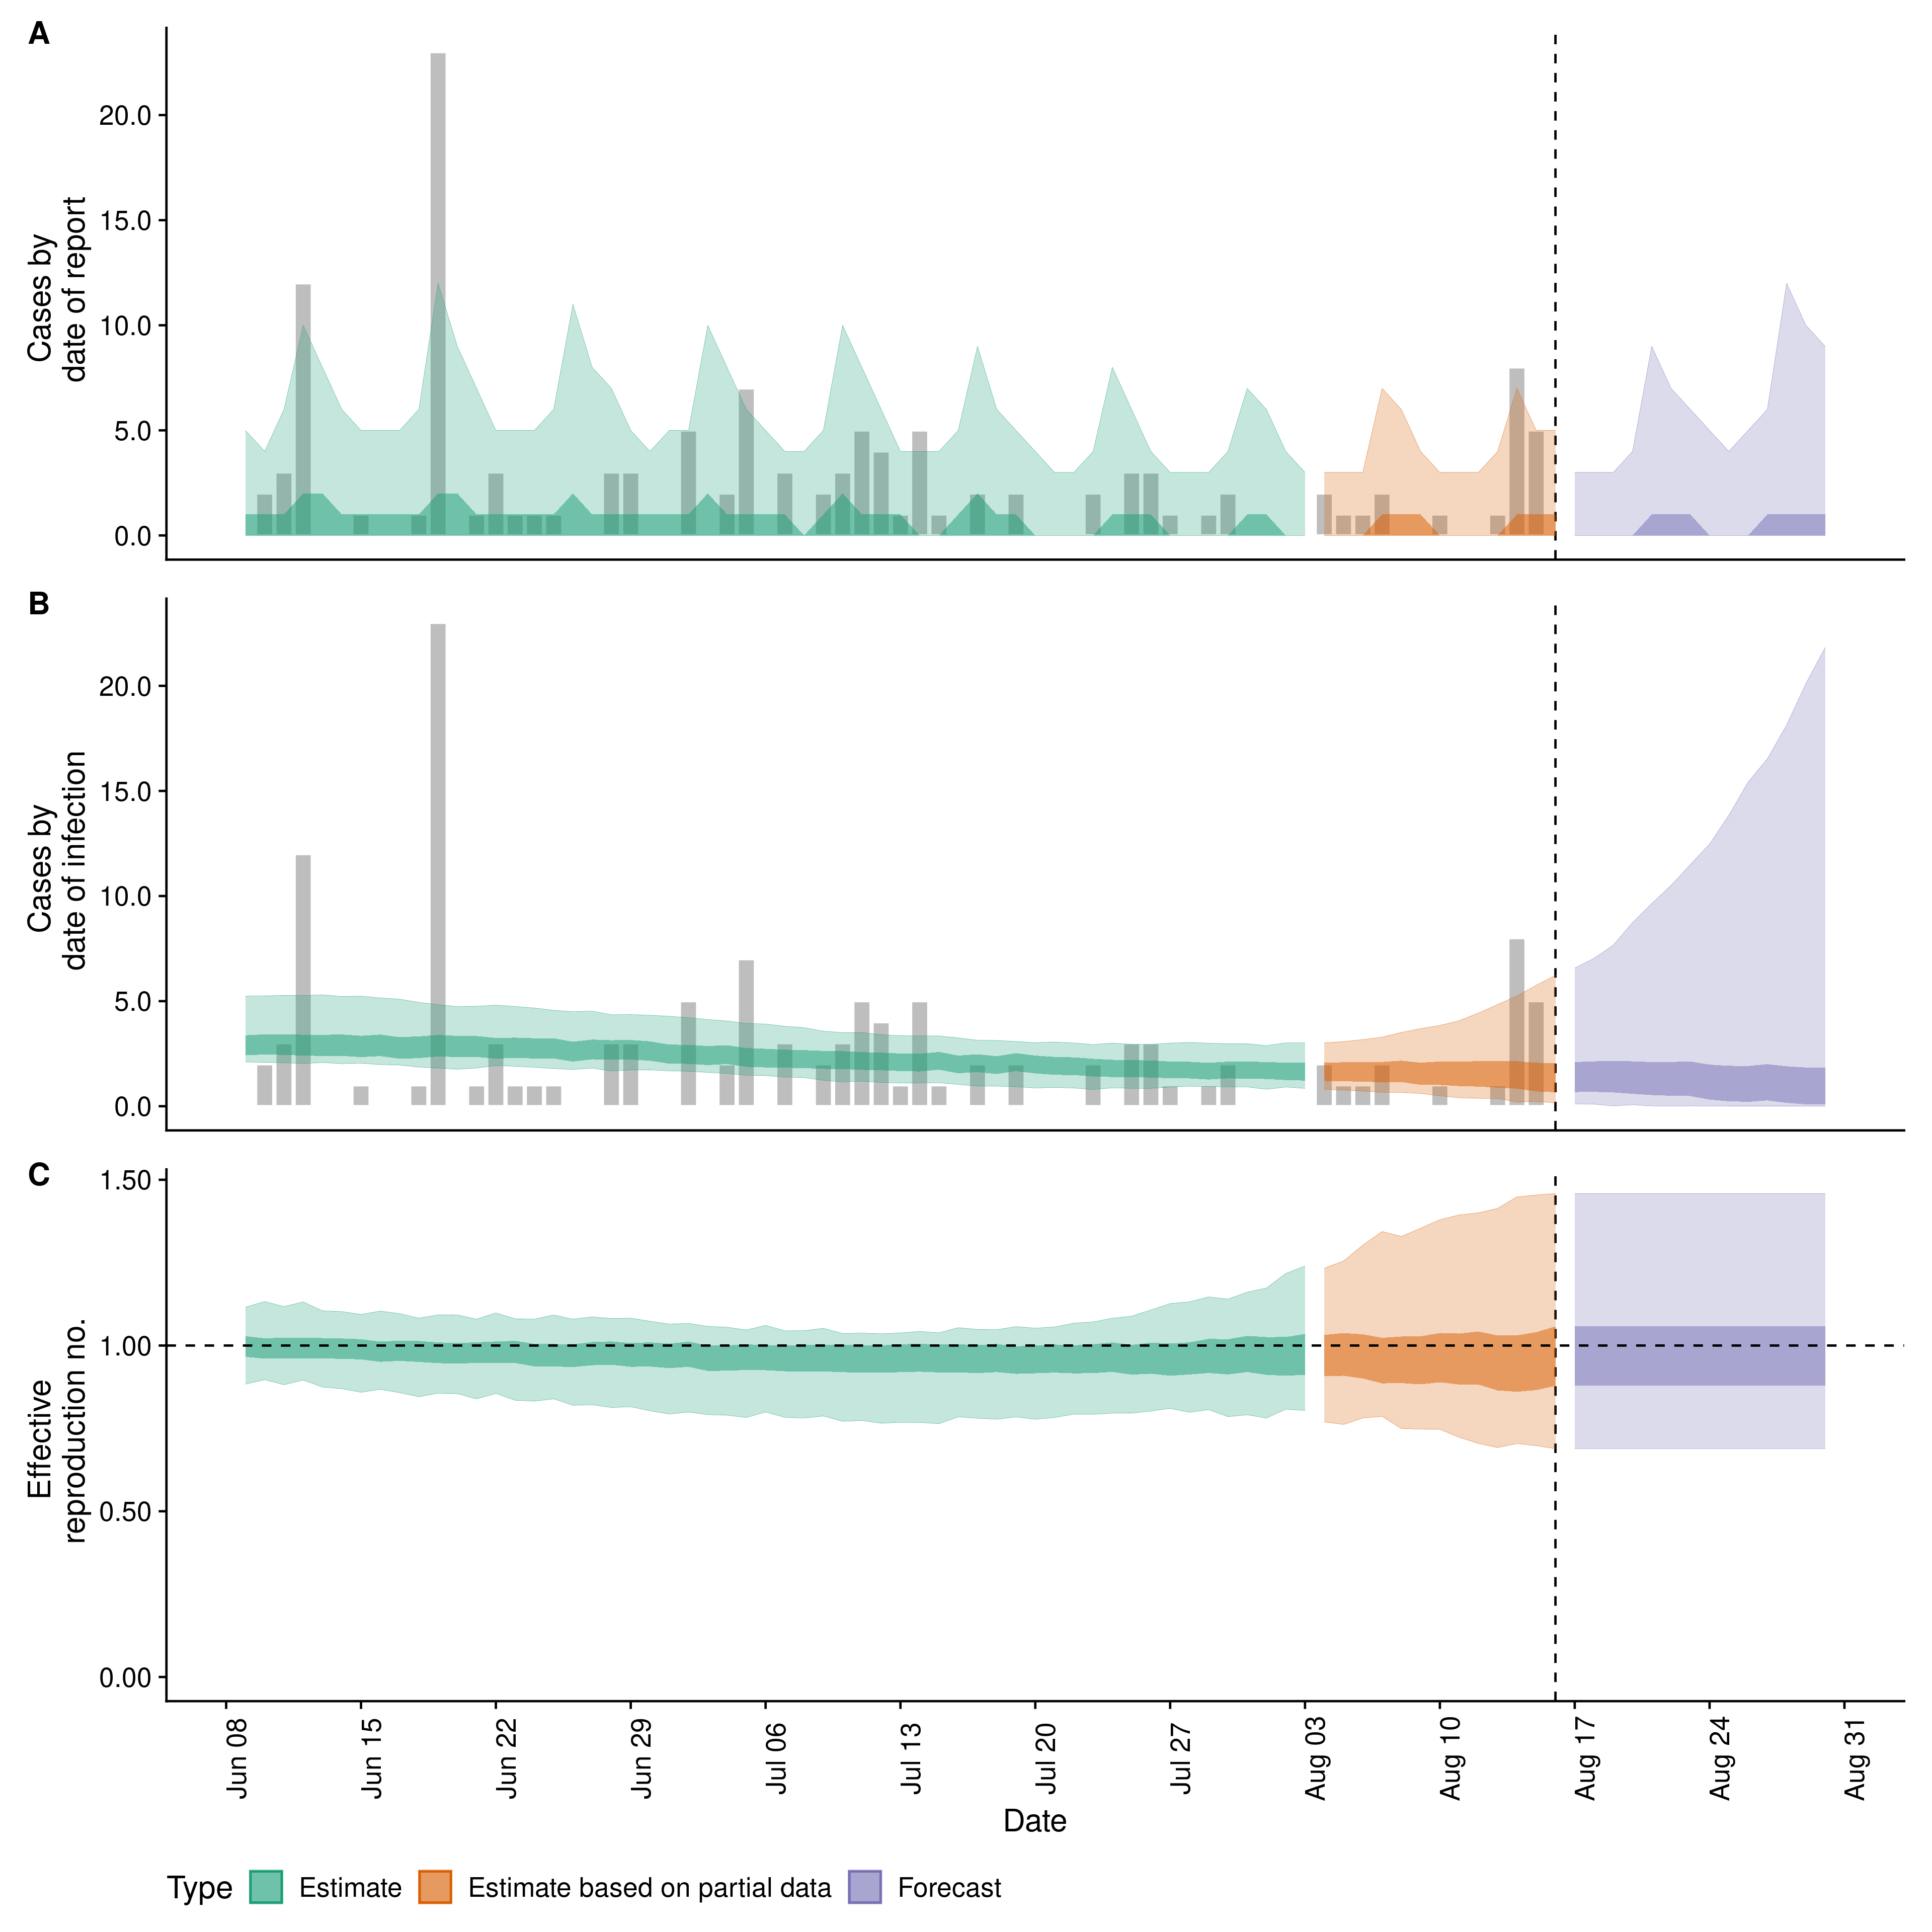 A
Cases by
date of report
20.0
15.0
10.0
5.0
0.0
B
Cases by
date of infection
20.0
15.0
10.0
5.0
0.0
C
Effective
reproduction no.
1.50
1.00
0.50
0.00
Jun 08
Jun 15
Jun 22
Jun 29
Jul 06
Jul 13
Jul 20
Jul 27
Aug 03
Aug 10
Aug 17
Aug 24
Aug 31
Date
Type Estimate Estimate based on partial data Forecast